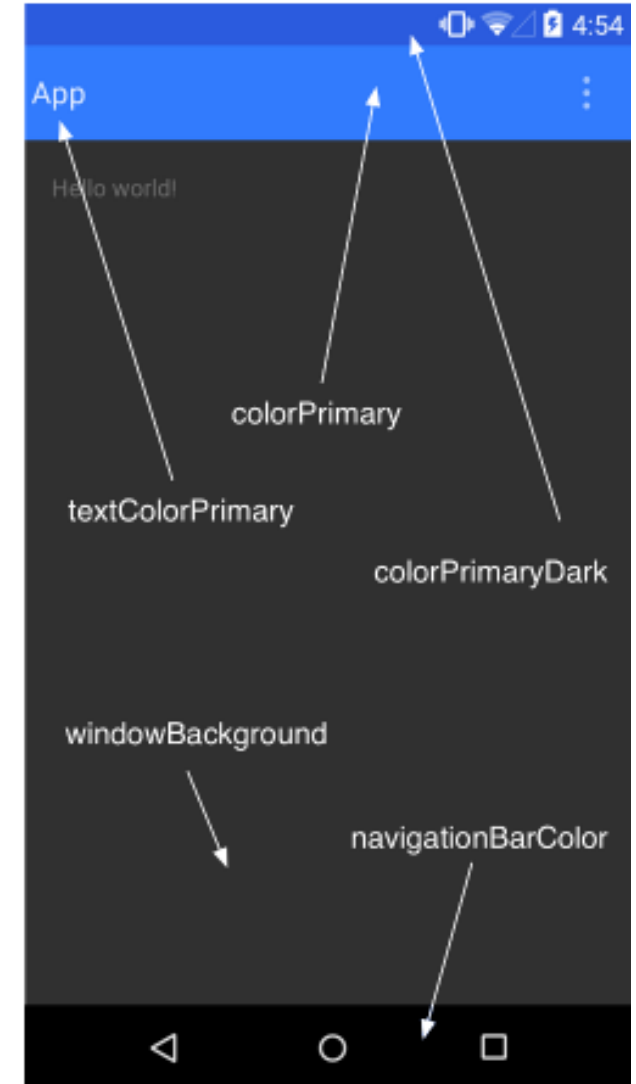 4:54
App
Hello world!
colorPrimary
textColorPrimary
colorPrimaryDark
windowBackground
navigationBarColor